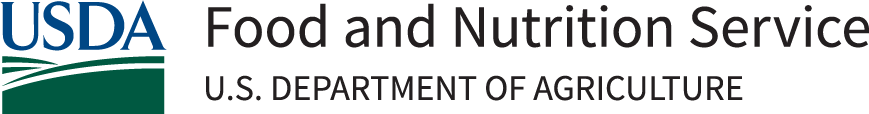 USDA
Food and Nutrition Service
U.S. DEPARTMENT OF AGRICULTURE